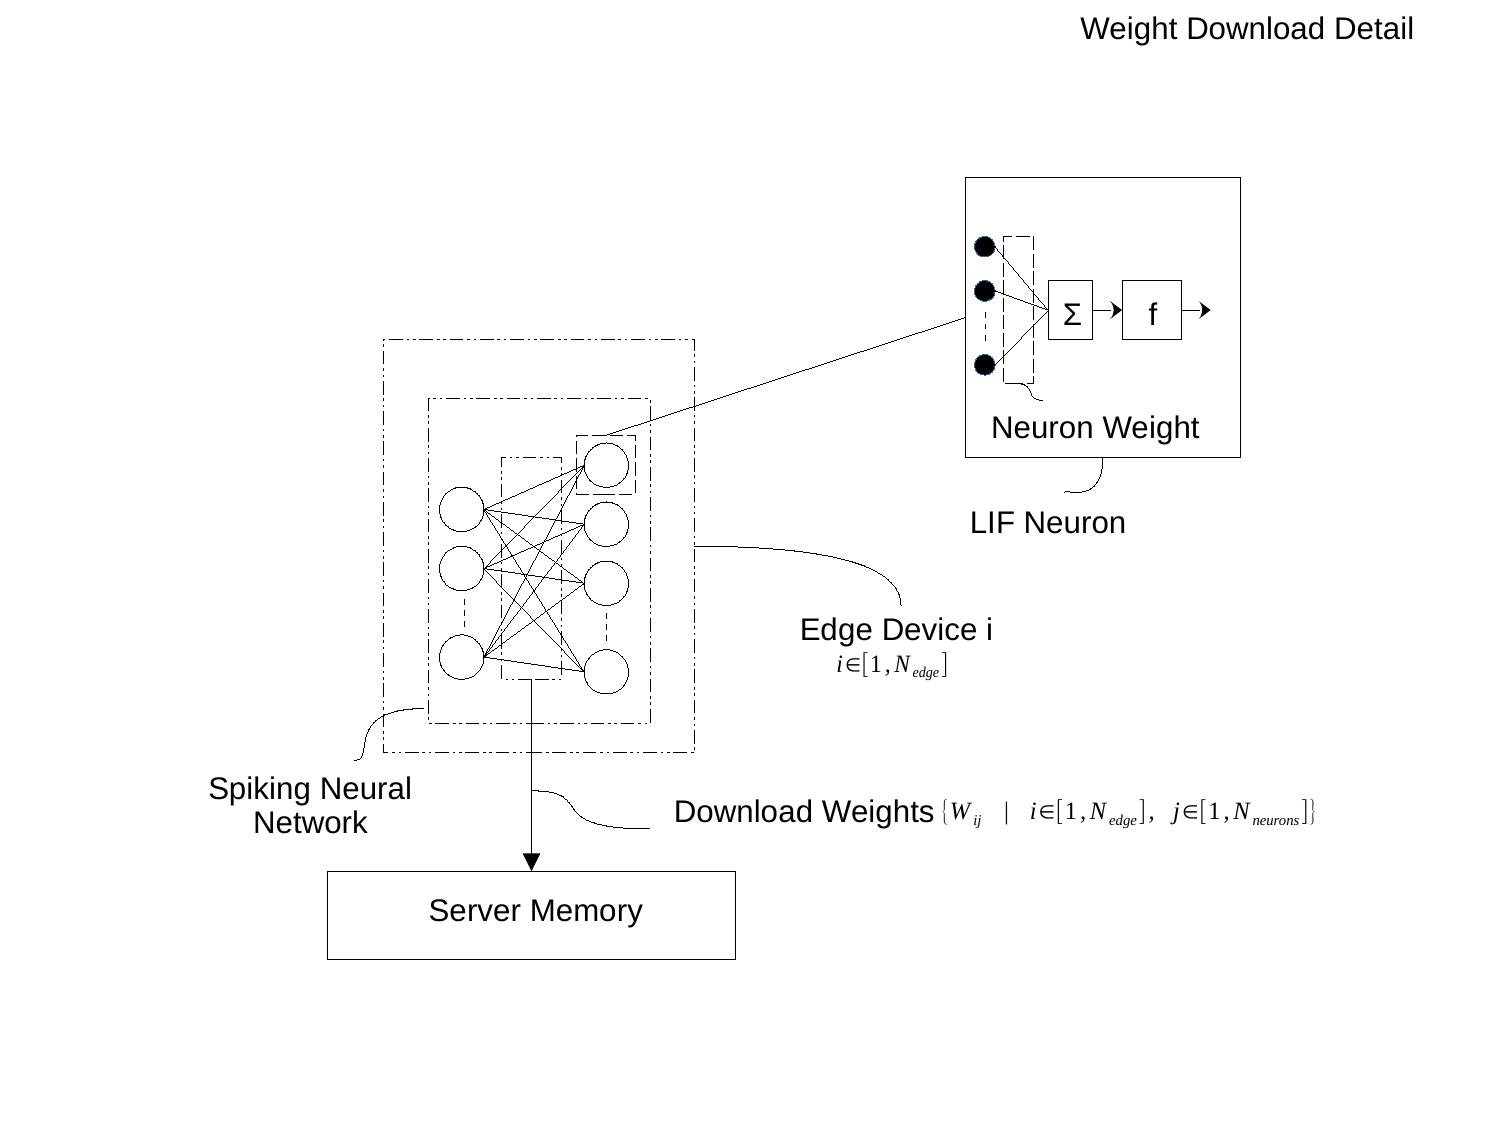 Weight Download Detail
Σ
f
Neuron Weight
LIF Neuron
Edge Device i
i∈[1,N_edge]
Spiking Neural
Network
Download Weights {W_ij | i∈[1,N_edge], j∈[1,N_neurons]}
Server Memory